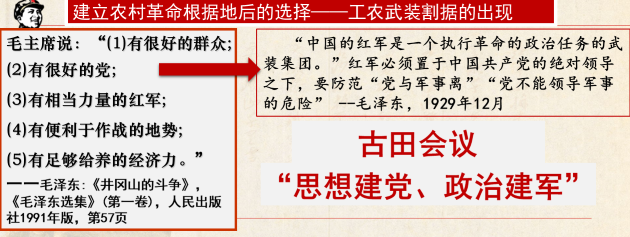 建立农村革命根据地后的选择——工农武装割据的出现
毛主席说：“(1)有很好的群众;
(2)有很好的党;
(3)有相当力量的红军;
(4)有便利于作战的地势;
(5)有足够给养的经济力。”
——毛泽东:《井冈山的斗争》，
《毛泽东选集》(第一卷)，人民出版
社1991年版，第57页
“中国的红军是一个执行革命的政治任务的武
装集团。”红军必须置于中国共产党的绝对领导
之下，要防范“党与军事离”“党不能领导军事
的危险” --毛泽东，1929年12月
古田会议
“思想建党、政治建军”